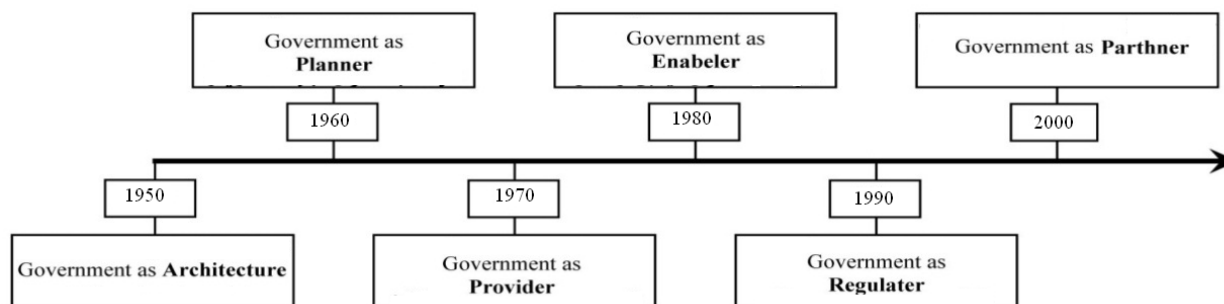 Government as
Planner
Government as
Enabeler
Government as Parthner
1960
1980
2000
1950
1970
1990
Government as Architecture
Government as
Provider
Government as
Regulater